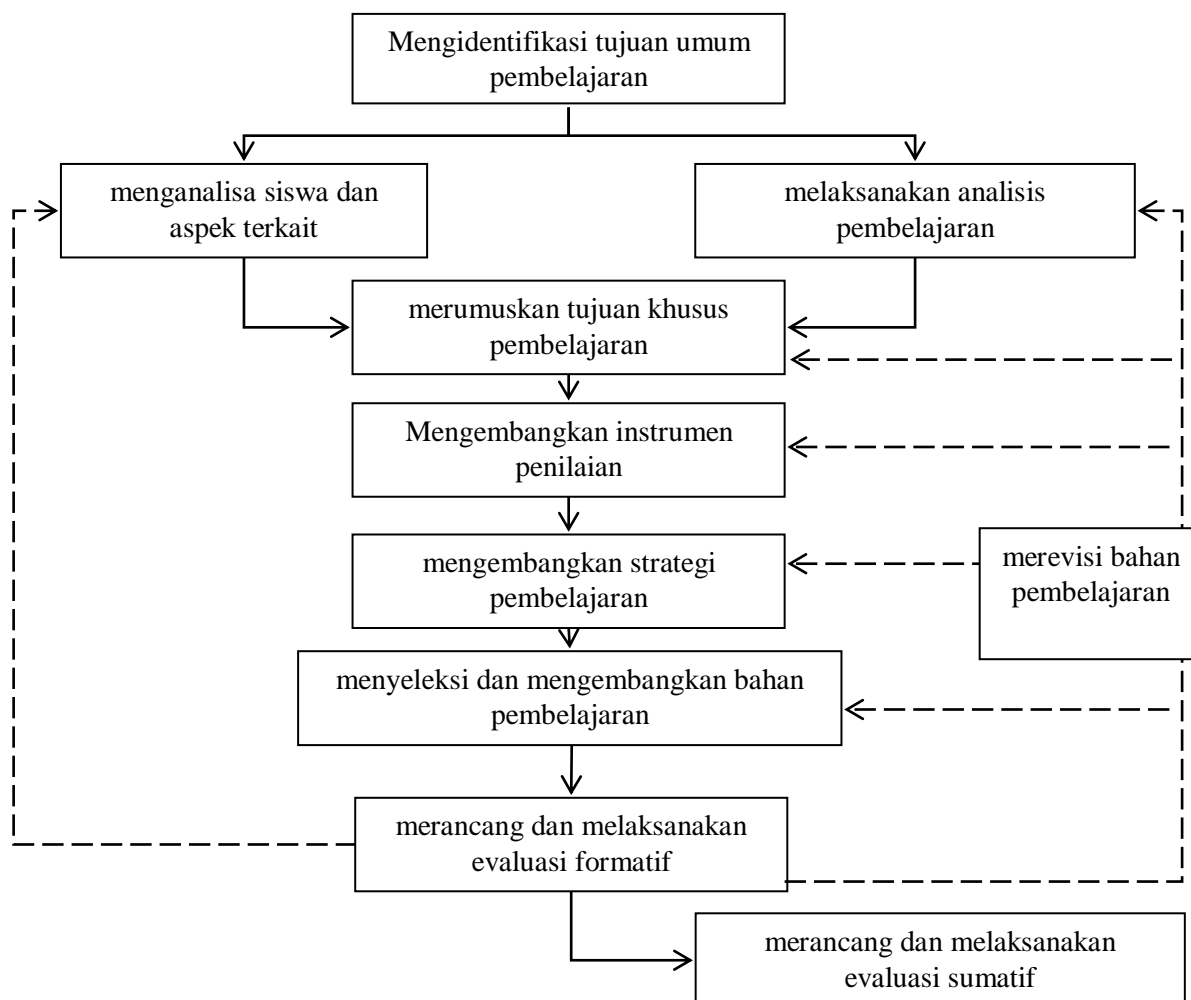 Mengidentifikasi tujuan umum
pembelajaran
menganalisa siswa dan
aspek terkait
melaksanakan analisis
pembelajaran
merumuskan tujuan khusus
pembelajaran
Mengembangkan instrumen
penilaian
mengembangkan strategi
pembelajaran
merevisi bahan
pembelajaran
menyeleksi dan mengembangkan bahan
pembelajaran
merancang dan melaksanakan
evaluasi formatif
merancang dan melaksanakan
evaluasi sumatif